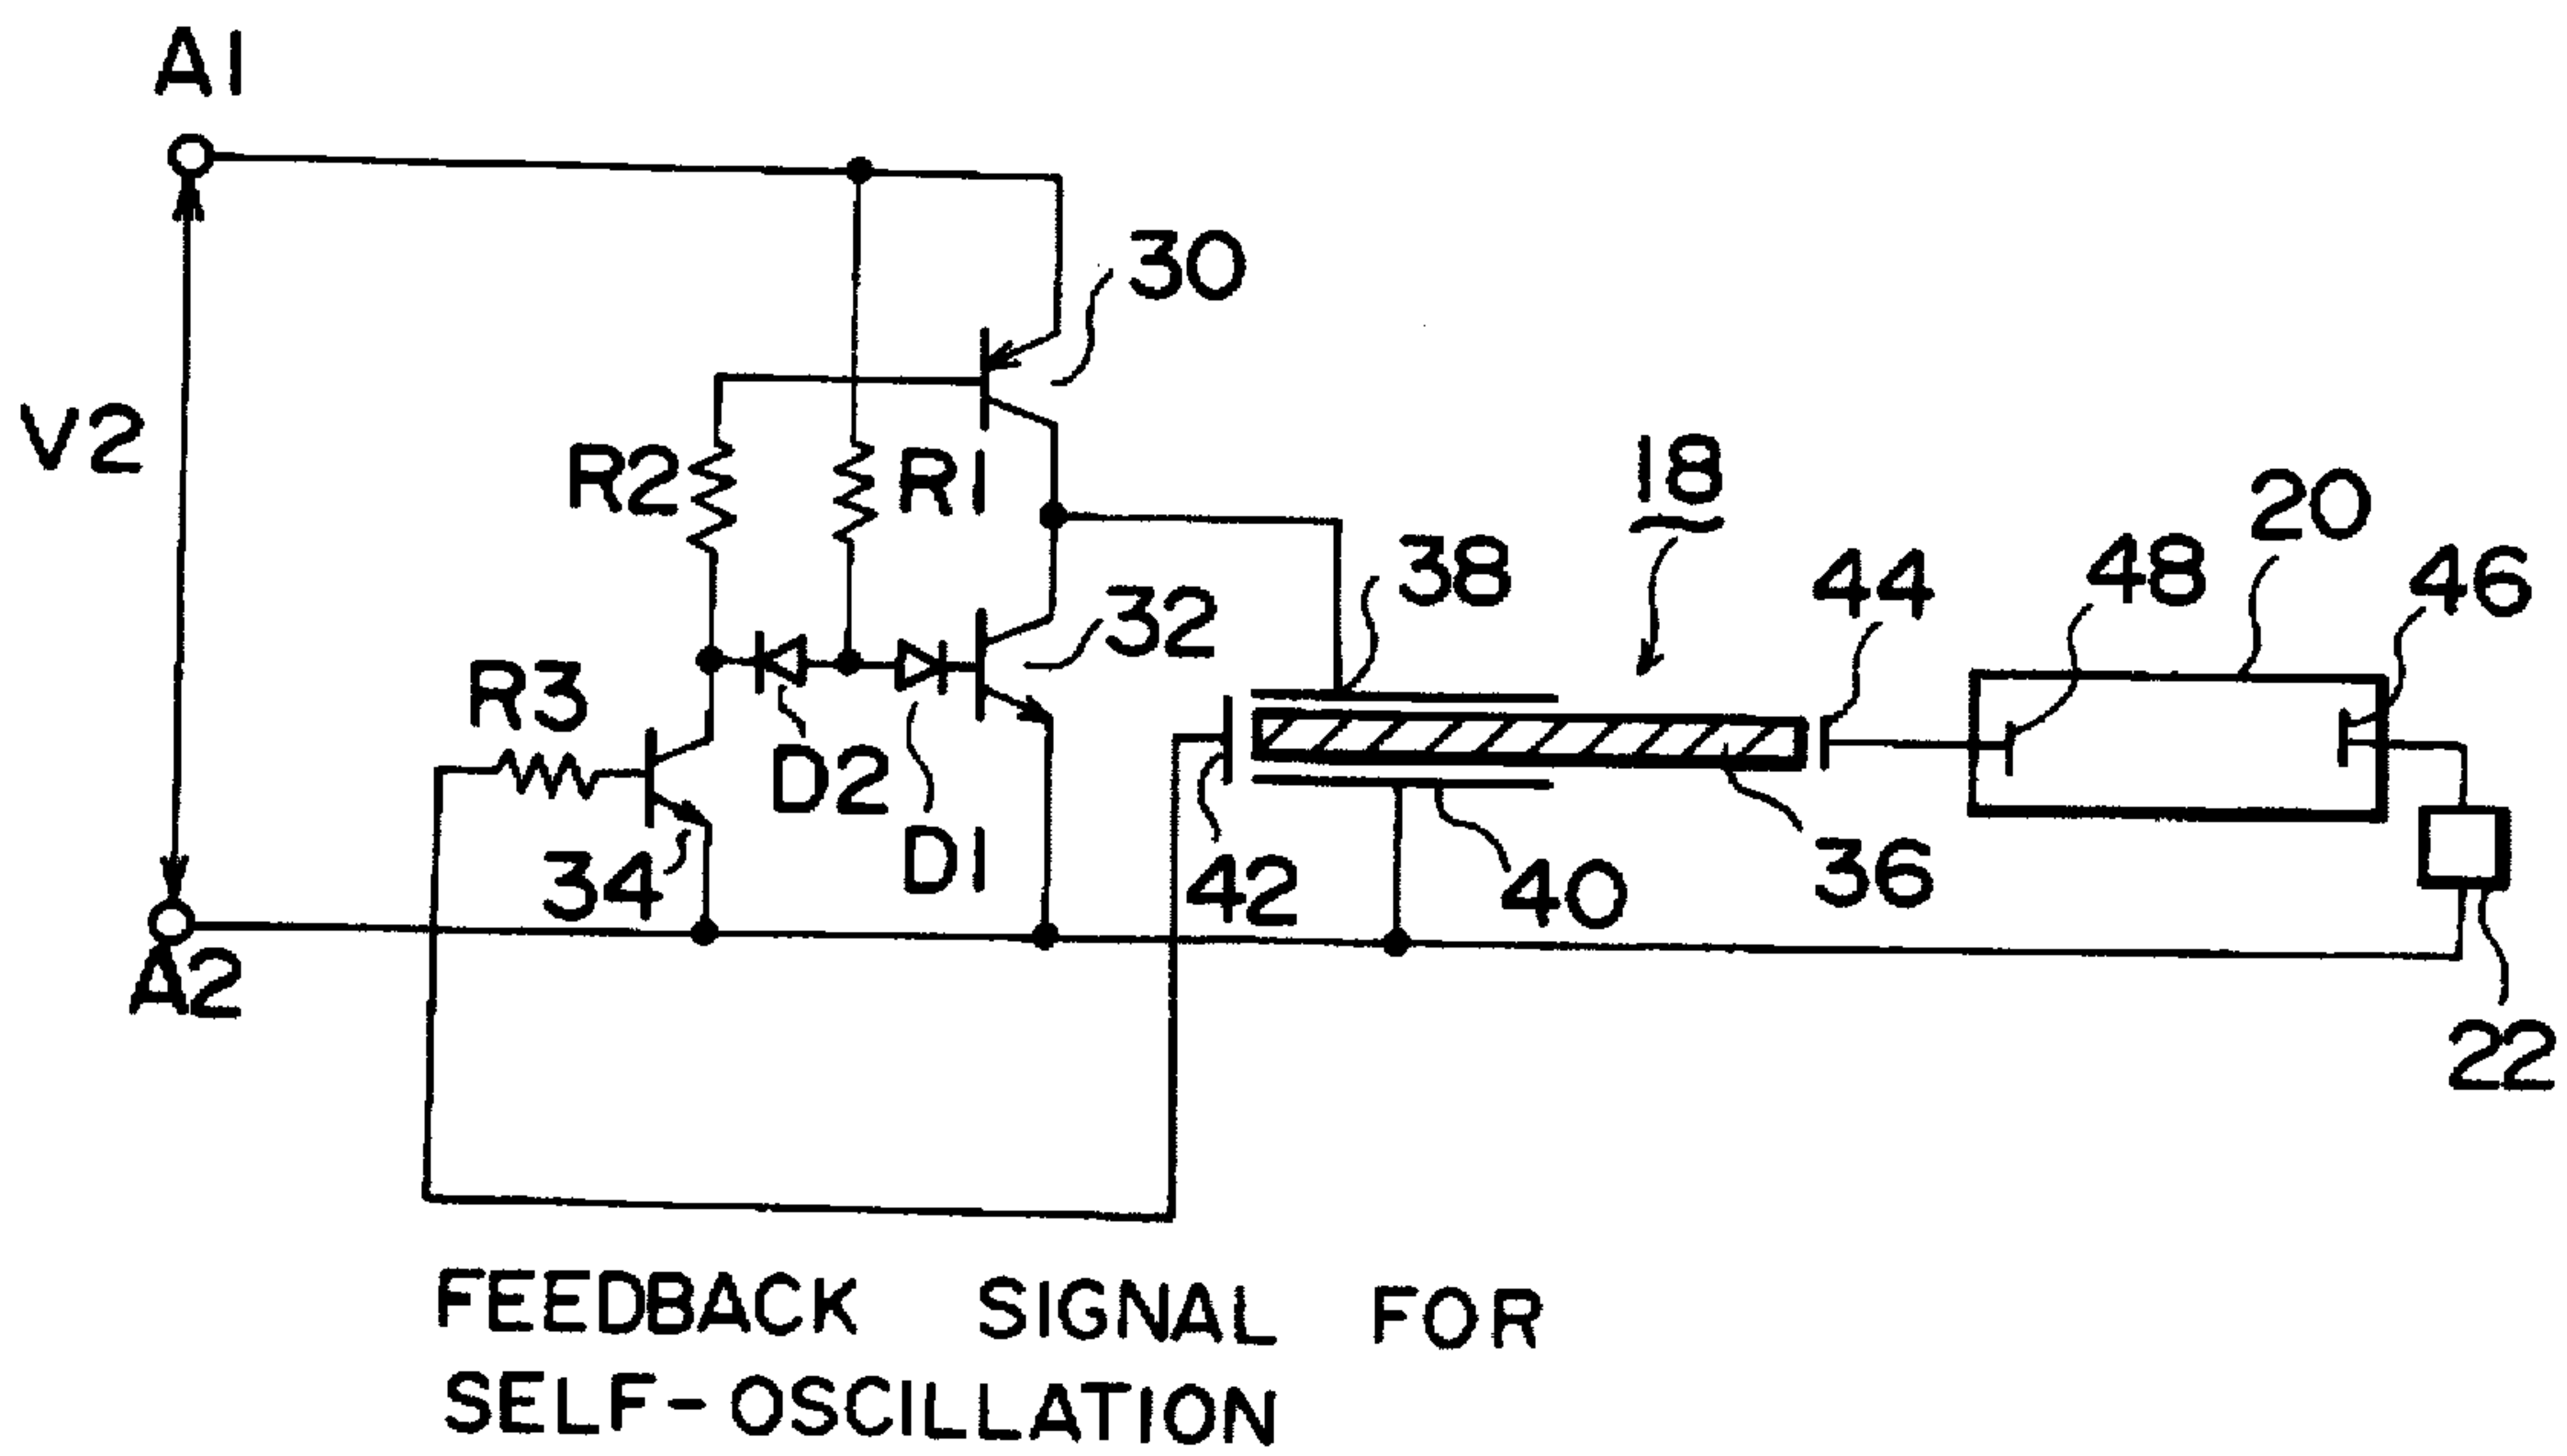 A1
30
V2
R2
R1
18
20
38
44
48
46
32
R3
D2
D1
34
42
40
36
A2
22
FEEDBACK SIGNAL FOR
SELF-OSCILLATION